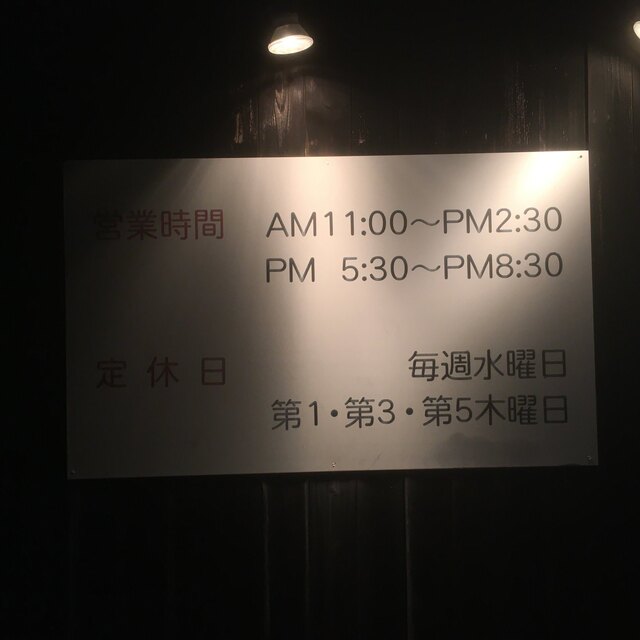 営業時間 AM11:00～PM2:30
PM 5:30～PM8:30
定休日 毎週水曜日
第1・第3・第5木曜日